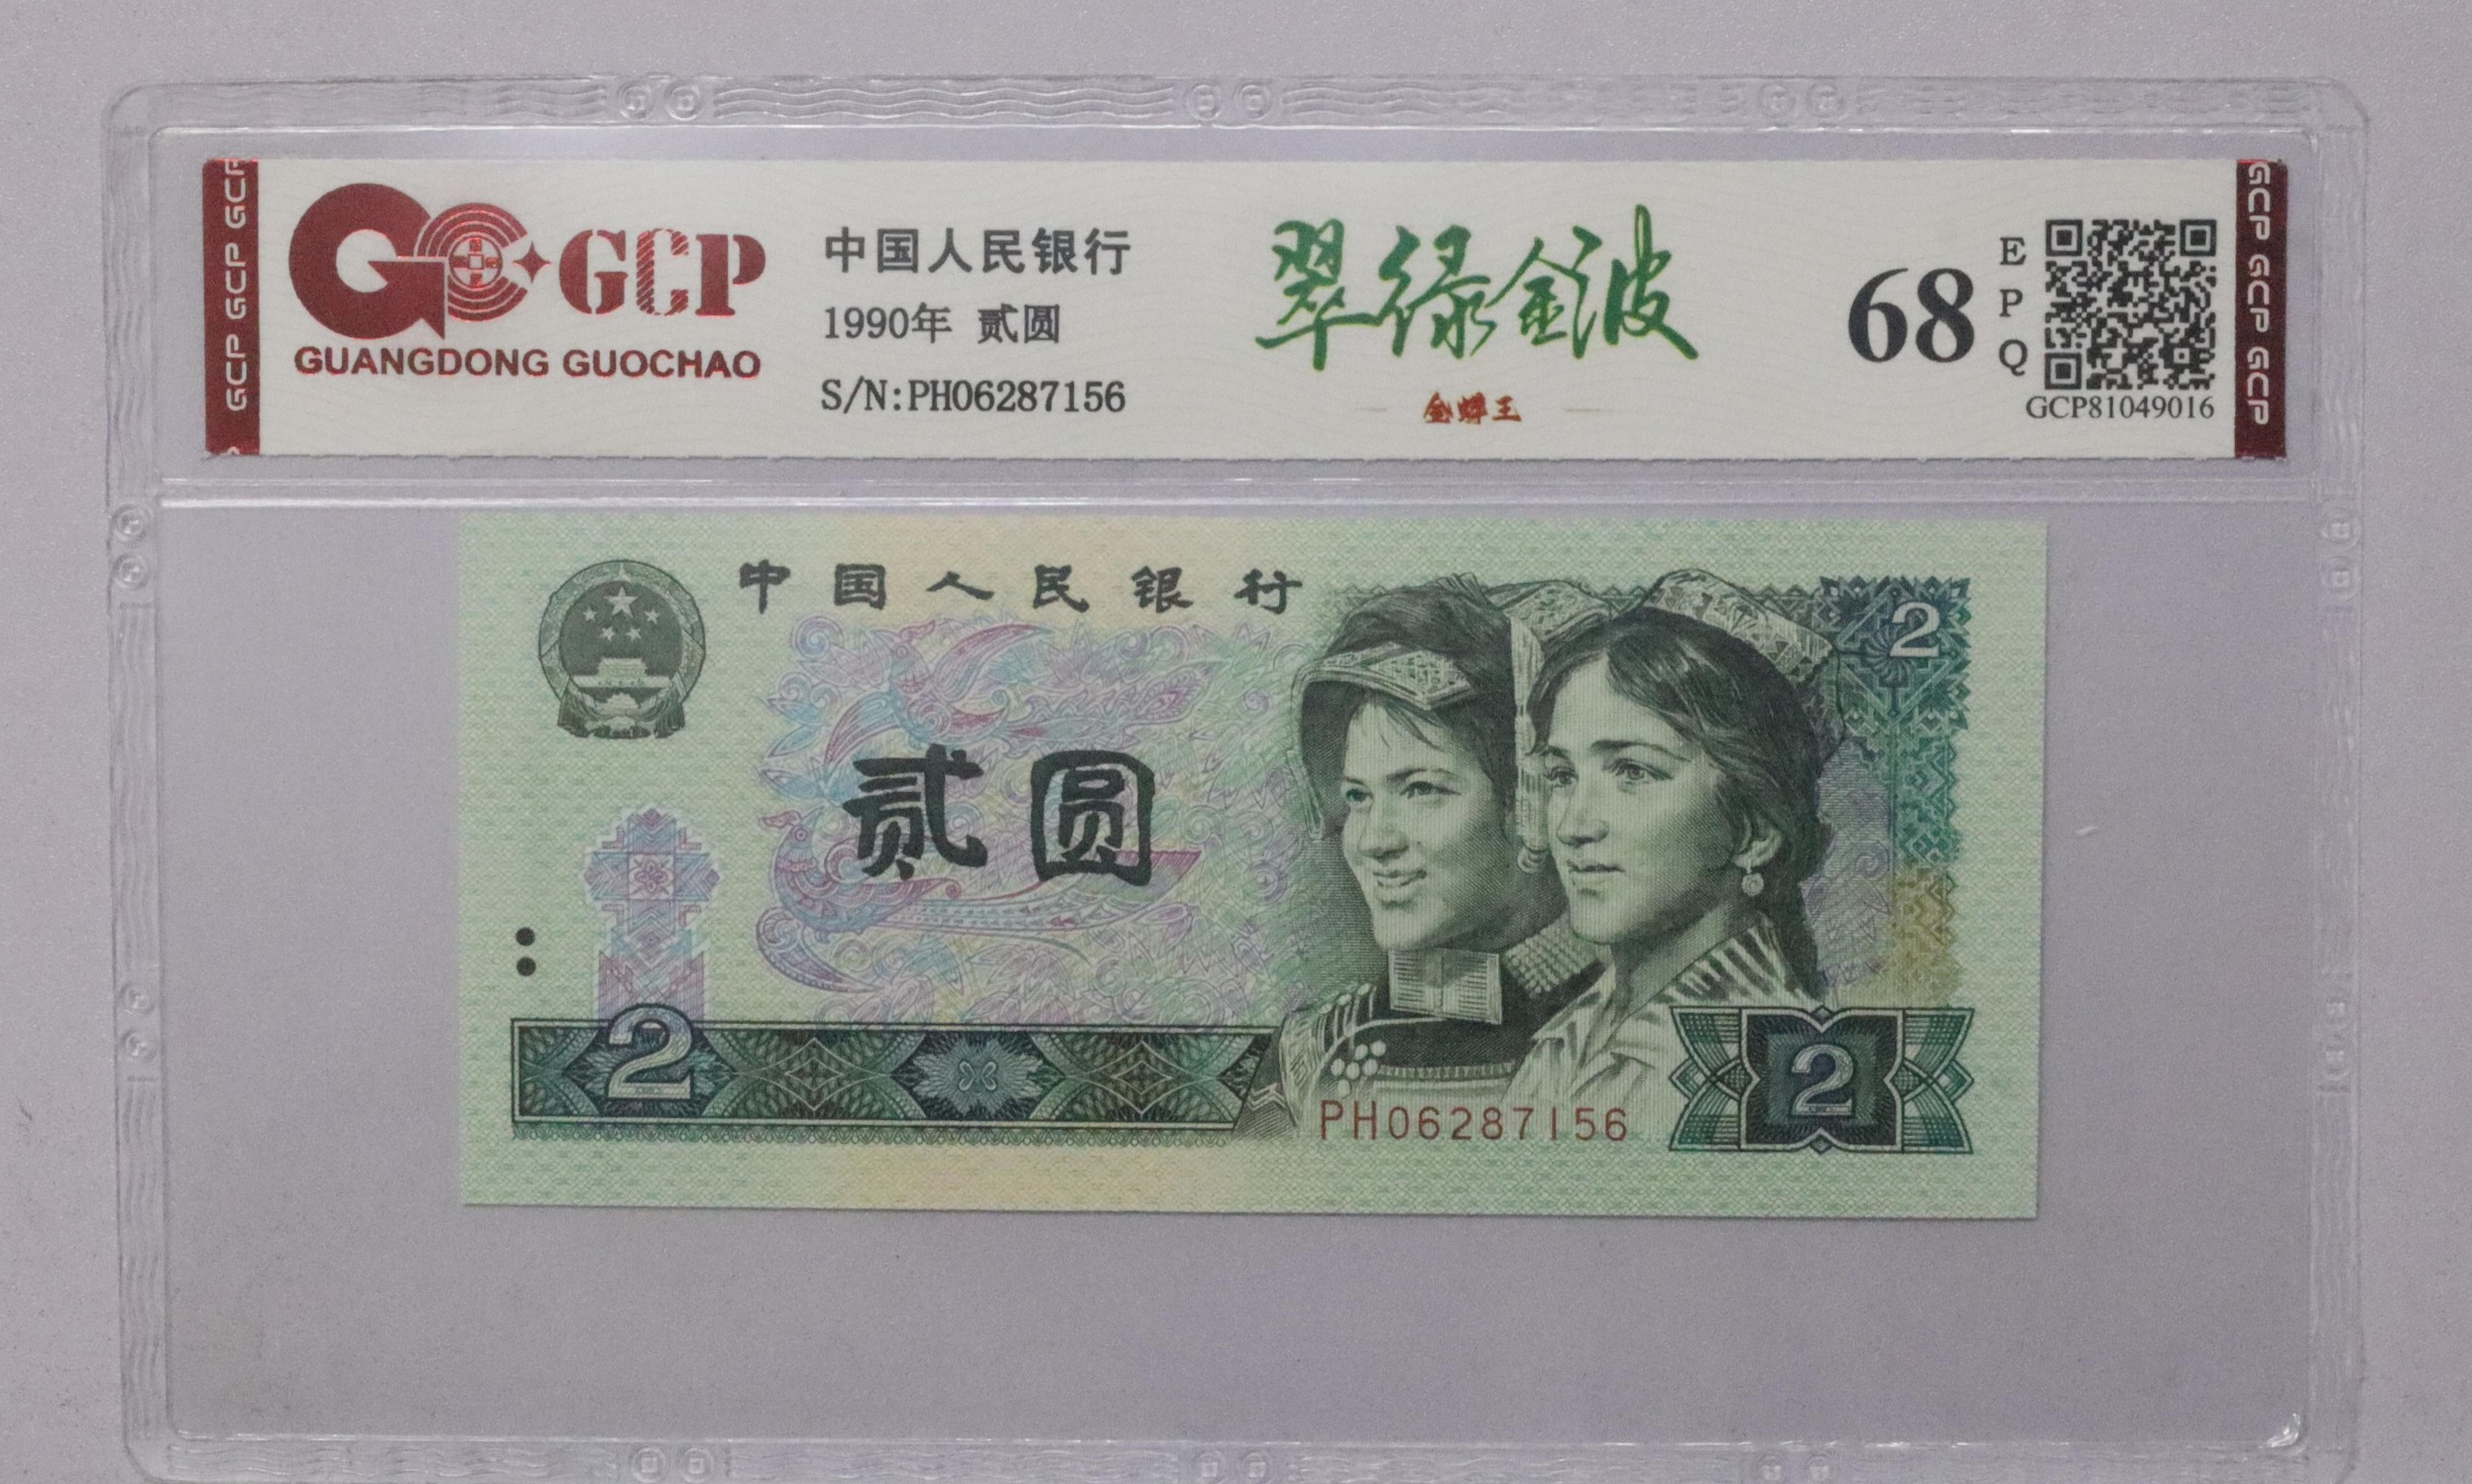 GCP GCP GCP
GCP
GUANGDONG GUOCHAO
中国人民银行
1990年 贰圆
S/N:PH06287156
翠绿金波
金蝉王
68
E
P
Q
GCP81049016
GCP GCP GCP
中国人民银行
2
贰圆
2
2
PH06287156